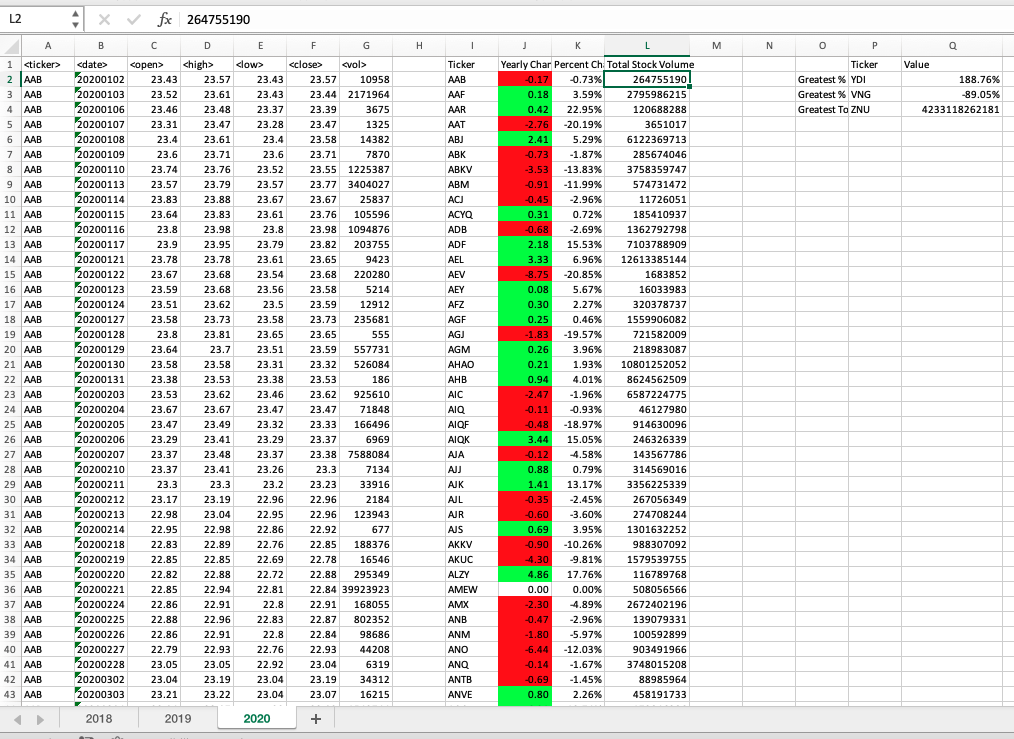 L2 fx 264755190
A B C D E F G H I J K L M N O P Q
1 <ticker> <date> <open> <high> <low> <close> <vol> Ticker Yearly Char Percent Ch Total Stock Volume Ticker Value
2 AAB 20200102 23.43 23.57 23.43 23.57 10958 AAB -0.17 -0.73% 264755190 Greatest % YDI 188.76%
3 AAB 20200103 23.52 23.61 23.43 23.44 2171964 AAF 0.18 3.59% 2795986215 Greatest % VNG -89.05%
4 AAB 20200106 23.46 23.48 23.37 23.39 3675 AAR 0.42 22.95% 120688288 Greatest To ZNU 4233118262181
5 AAB 20200107 23.31 23.47 23.28 23.47 1325 AAT -2.76 -20.19% 3651017
6 AAB 20200108 23.4 23.61 23.4 23.58 14382 ABJ 2.41 5.29% 6122369713
7 AAB 20200109 23.6 23.71 23.6 23.71 7870 ABK -0.73 -1.87% 285674046
8 AAB 20200110 23.74 23.76 23.52 23.55 1225387 ABKV -3.53 -13.83% 3758359747
9 AAB 20200113 23.57 23.79 23.57 23.77 3404027 ABM -0.91 -11.99% 574731472
10 AAB 20200114 23.83 23.88 23.67 23.67 25837 ACJ -0.45 -2.96% 11726051
11 AAB 20200115 23.64 23.83 23.61 23.76 105596 ACYQ 0.31 0.72% 185410937
12 AAB 20200116 23.8 23.98 23.8 23.98 1094876 ADB -0.68 -2.69% 1362792798
13 AAB 20200117 23.9 23.95 23.79 23.82 203755 ADF 2.18 15.53% 7103788909
14 AAB 20200121 23.78 23.78 23.61 23.65 9423 AEL 3.33 6.96% 12613385144
15 AAB 20200122 23.67 23.68 23.54 23.68 220280 AEV -8.75 -20.85% 1683852
16 AAB 20200123 23.59 23.68 23.56 23.58 5214 AEY 0.08 5.67% 16033983
17 AAB 20200124 23.51 23.62 23.5 23.59 12912 AFZ 0.30 2.27% 320378737
18 AAB 20200127 23.58 23.73 23.58 23.73 235681 AGF 0.25 0.46% 1559906082
19 AAB 20200128 23.8 23.81 23.65 23.65 555 AGJ -1.83 -19.57% 721582009
20 AAB 20200129 23.64 23.7 23.51 23.59 557731 AGM 0.26 3.96% 218983087
21 AAB 20200130 23.58 23.58 23.31 23.32 526084 AHAO 0.21 1.93% 10801252052
22 AAB 20200131 23.38 23.53 23.38 23.53 186 AHB 0.94 4.01% 8624562509
23 AAB 20200203 23.53 23.62 23.46 23.62 925610 AIC -2.47 -1.96% 6587224775
24 AAB 20200204 23.67 23.67 23.47 23.47 71848 AIQ -0.11 -0.93% 46127980
25 AAB 20200205 23.47 23.49 23.32 23.33 166496 AIQF -0.48 -18.97% 914630096
26 AAB 20200206 23.29 23.41 23.29 23.37 6969 AIQK 3.44 15.05% 246326339
27 AAB 20200207 23.37 23.48 23.37 23.38 7588084 AJA -0.12 -4.58% 143567786
28 AAB 20200210 23.37 23.41 23.26 23.3 7134 AJJ 0.88 0.79% 314569016
29 AAB 20200211 23.3 23.3 23.2 23.23 33916 AJK 1.41 13.17% 3356225339
30 AAB 20200212 23.17 23.19 22.96 22.96 2184 AJL -0.35 -2.45% 267056349
31 AAB 20200213 22.98 23.04 22.95 22.96 123943 AJR -0.60 -3.60% 274708244
32 AAB 20200214 22.95 22.98 22.86 22.92 677 AJS 0.69 3.95% 1301632252
33 AAB 20200218 22.83 22.89 22.76 22.85 188376 AKKV -0.90 -10.26% 988307092
34 AAB 20200219 22.85 22.85 22.69 22.78 16546 AKUC -4.30 -9.81% 1579539755
35 AAB 20200220 22.82 22.88 22.72 22.88 295349 ALZY 4.86 17.76% 116789768
36 AAB 20200221 22.85 22.94 22.81 22.84 39923923 AMEW 0.00 0.00% 508056566
37 AAB 20200224 22.86 22.91 22.8 22.91 168055 AMX -2.30 -4.89% 2672402196
38 AAB 20200225 22.88 22.96 22.83 22.87 802352 ANB -0.47 -2.96% 139079331
39 AAB 20200226 22.86 22.91 22.8 22.84 98686 ANM -1.80 -5.97% 100592899
40 AAB 20200227 22.79 22.93 22.76 22.93 44208 ANO -6.44 -12.03% 903491966
41 AAB 20200228 23.05 23.05 22.92 23.04 6319 ANQ -0.14 -1.67% 3748015208
42 AAB 20200302 23.04 23.19 23.04 23.19 34312 ANTB -0.69 -1.45% 88985964
43 AAB 20200303 23.21 23.22 23.04 23.07 16215 ANVE 0.80 2.26% 458191733
2018 2019 2020 +